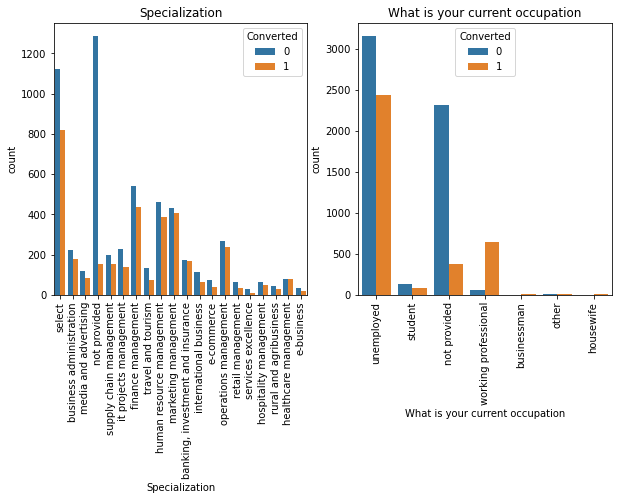 Specialization
count
1200
1000
800
600
400
200
0
Converted
0
1
select
business administration
media and advertising
not provided
supply chain management
it projects management
finance management
travel and tourism
human resource management
marketing management
banking, investment and insurance
international business
e-commerce
operations management
retail management
services excellence
hospitality management
rural and agribusiness
healthcare management
e-business
Specialization
What is your current occupation
count
3000
2500
2000
1500
1000
500
0
Converted
0
1
unemployed
student
not provided
working professional
businessman
other
housewife
What is your current occupation